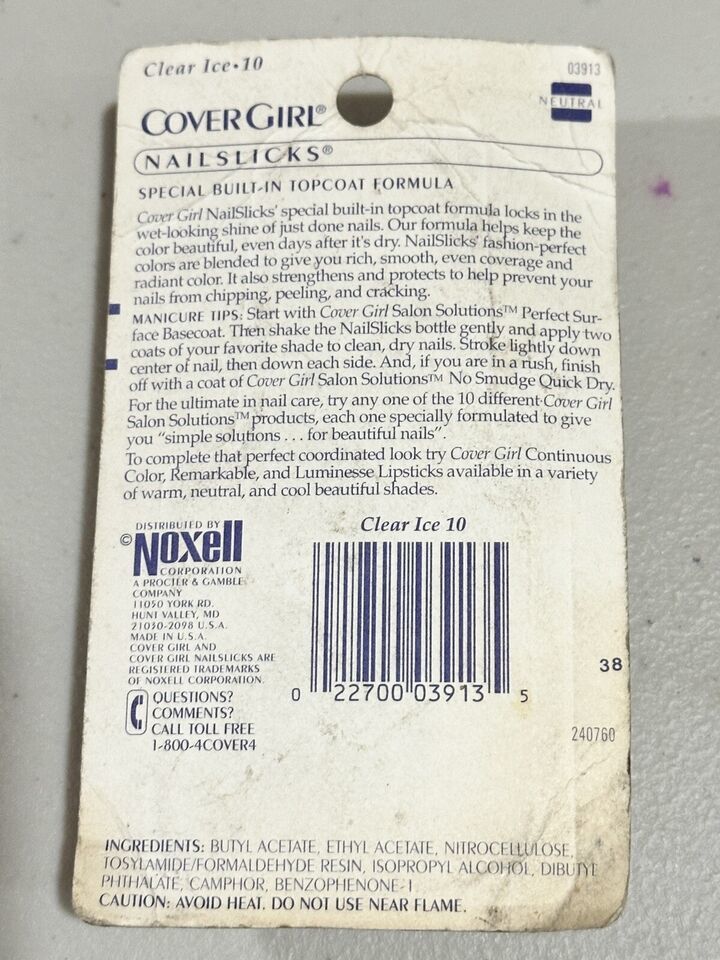 Clear Ice•10
03913
COVER GIRL®
NEUTRAL
NAILSLICKS®
SPECIAL BUILT-IN TOPCOAT FORMULA
Cover Girl NailSlicks' special built-in topcoat formula locks in the
wet-looking shine of just done nails. Our formula helps keep the
color beautiful, even days after it's dry. NailSlicks' fashion-perfect
colors are blended to give you rich, smooth, even coverage and
radiant color. It also strengthens and protects to help prevent your
nails from chipping, peeling, and cracking.
MANICURE TIPS: Start with Cover Girl Salon Solutions™ Perfect Sur-
face Basecoat. Then shake the NailSlicks bottle gently and apply two
coats of your favorite shade to clean, dry nails. Stroke lightly down
center of nail, then down each side. And, if you are in a rush, finish
off with a coat of Cover Girl Salon Solutions™ No Smudge Quick Dry.
For the ultimate in nail care, try any one of the 10 different Cover Girl
Salon Solutions™ products, each one specially formulated to give
you “simple solutions . . . for beautiful nails”.
To complete that perfect coordinated look try Cover Girl Continuous
Color, Remarkable, and Luminesse Lipsticks available in a variety
of warm, neutral, and cool beautiful shades.
DISTRIBUTED BY
© Noxell
CORPORATION
A PROCTER & GAMBLE
COMPANY
11050 YORK RD.
HUNT VALLEY, MD
21030-2098 U.S.A.
MADE IN U.S.A.
COVER GIRL AND
COVER GIRL NAILSLICKS ARE
REGISTERED TRADEMARKS
OF NOXELL CORPORATION.
QUESTIONS?
COMMENTS?
CALL TOLL FREE
1-800-4COVER4
Clear Ice 10
0 22700 03913 5
38
240760
INGREDIENTS: BUTYL ACETATE, ETHYL ACETATE, NITROCELLULOSE,
TOSYLAMIDE/FORMALDEHYDE RESIN, ISOPROPYL ALCOHOL, DIBUTYL
PHTHALATE, CAMPHOR, BENZOPHENONE-1.
CAUTION: AVOID HEAT. DO NOT USE NEAR FLAME.